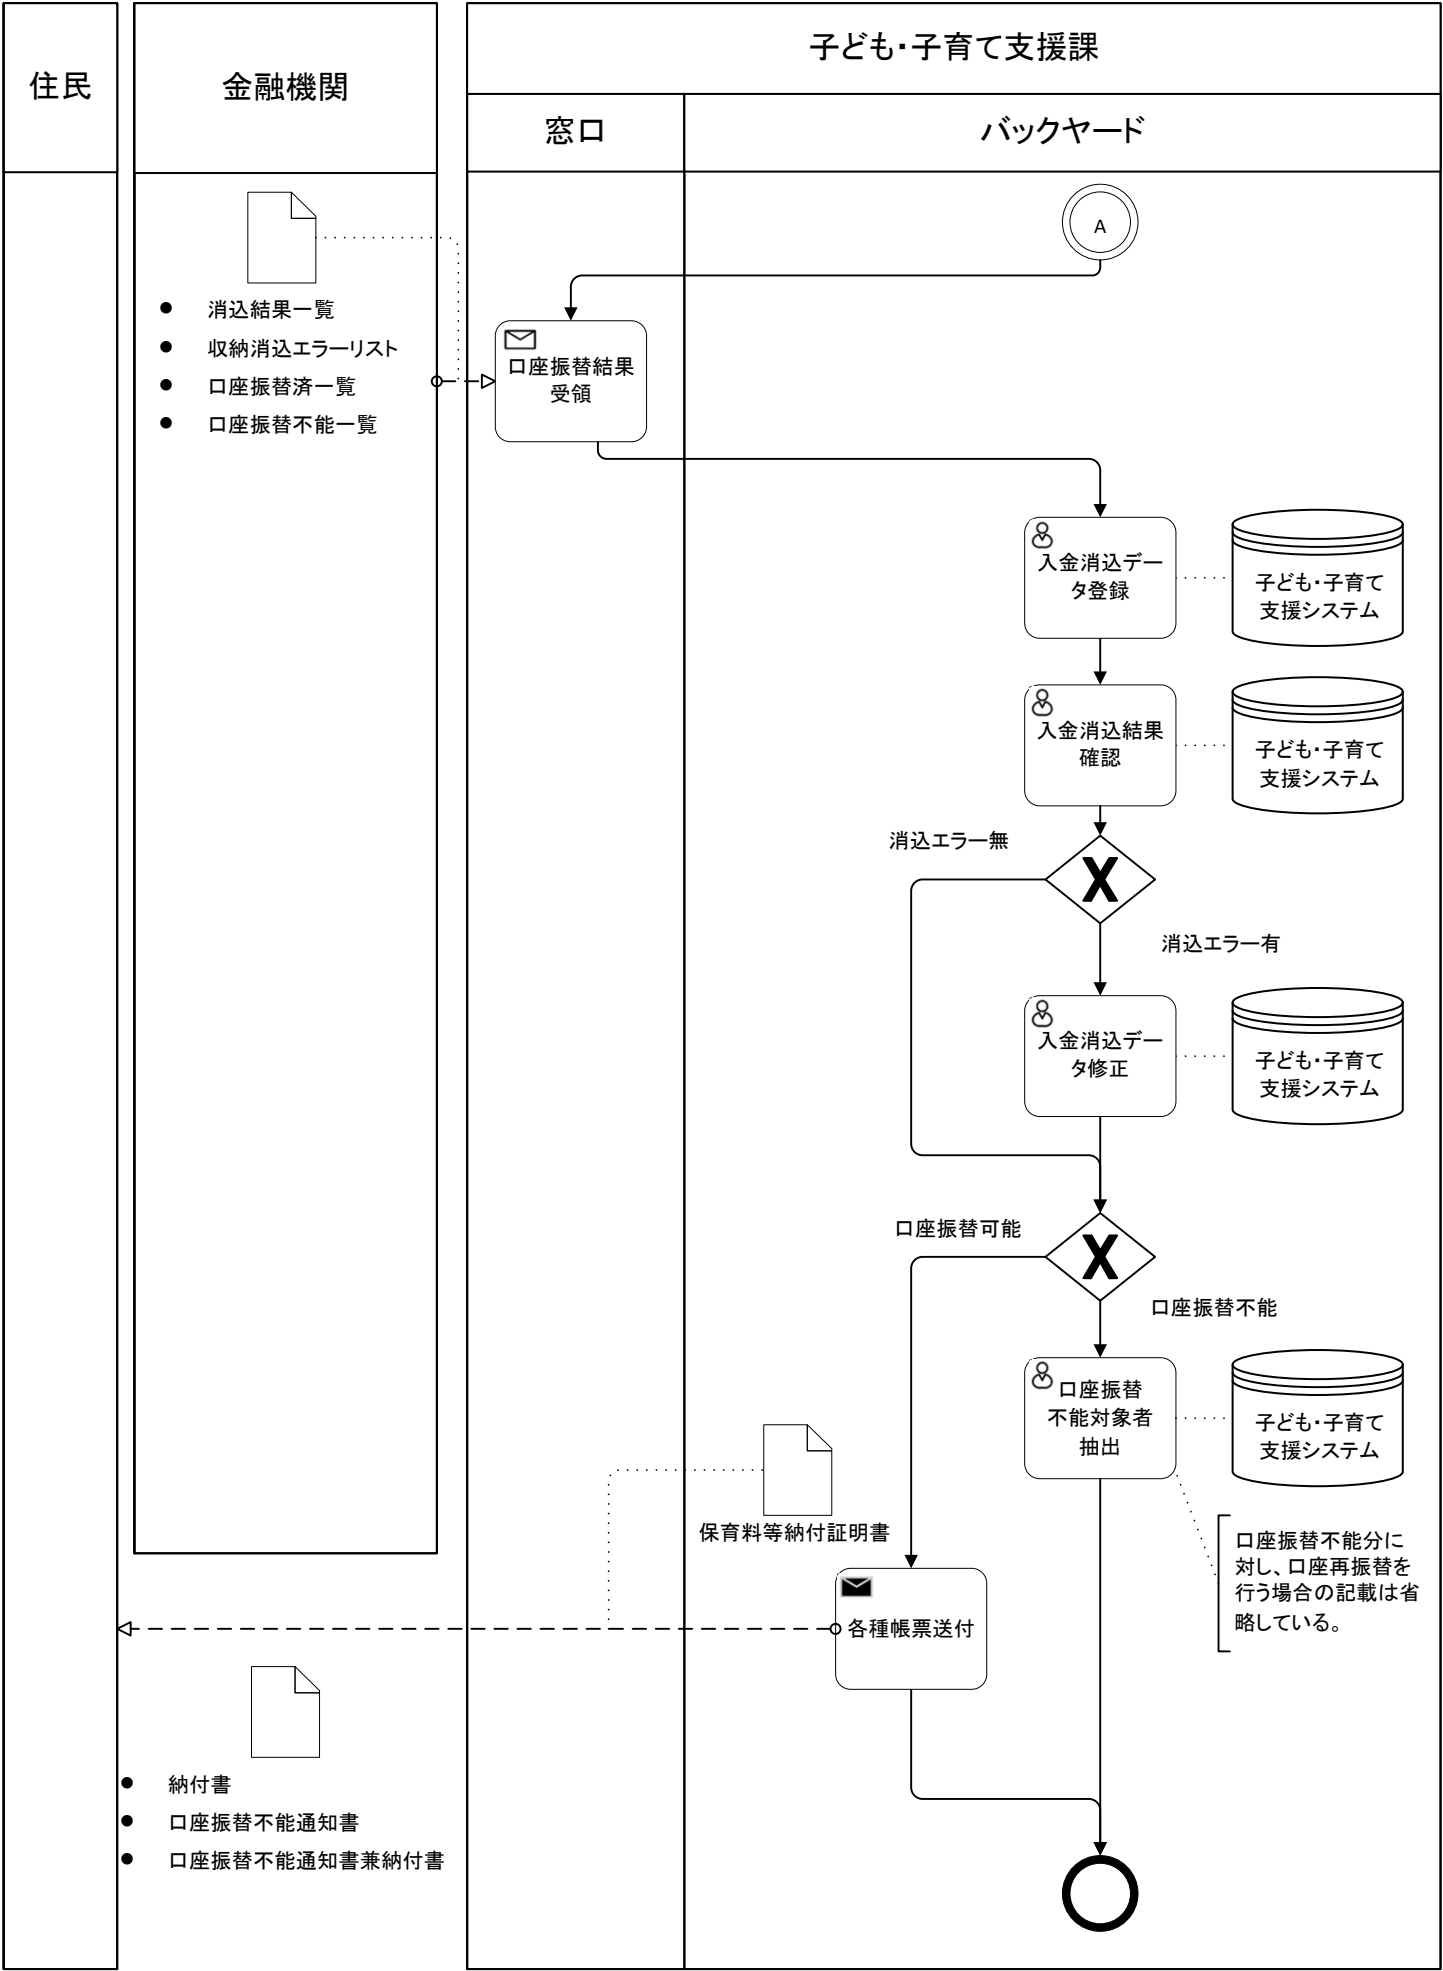 住民
金融機関
子ども・子育て支援課
窓口
バックヤード
A
● 消込結果一覧
● 収納消込エラーリスト
● 口座振替済一覧
● 口座振替不能一覧
口座振替結果
受領
入金消込デー
タ登録
子ども・子育て
支援システム
入金消込結果
確認
子ども・子育て
支援システム
消込エラー無
X
消込エラー有
入金消込デー
タ修正
子ども・子育て
支援システム
口座振替可能
X
口座振替不能
口座振替
不能対象者
抽出
子ども・子育て
支援システム
保育料等納付証明書
口座振替不能分に
対し、口座再振替を
行う場合の記載は省
略している。
各種帳票送付
● 納付書
● 口座振替不能通知書
● 口座振替不能通知書兼納付書